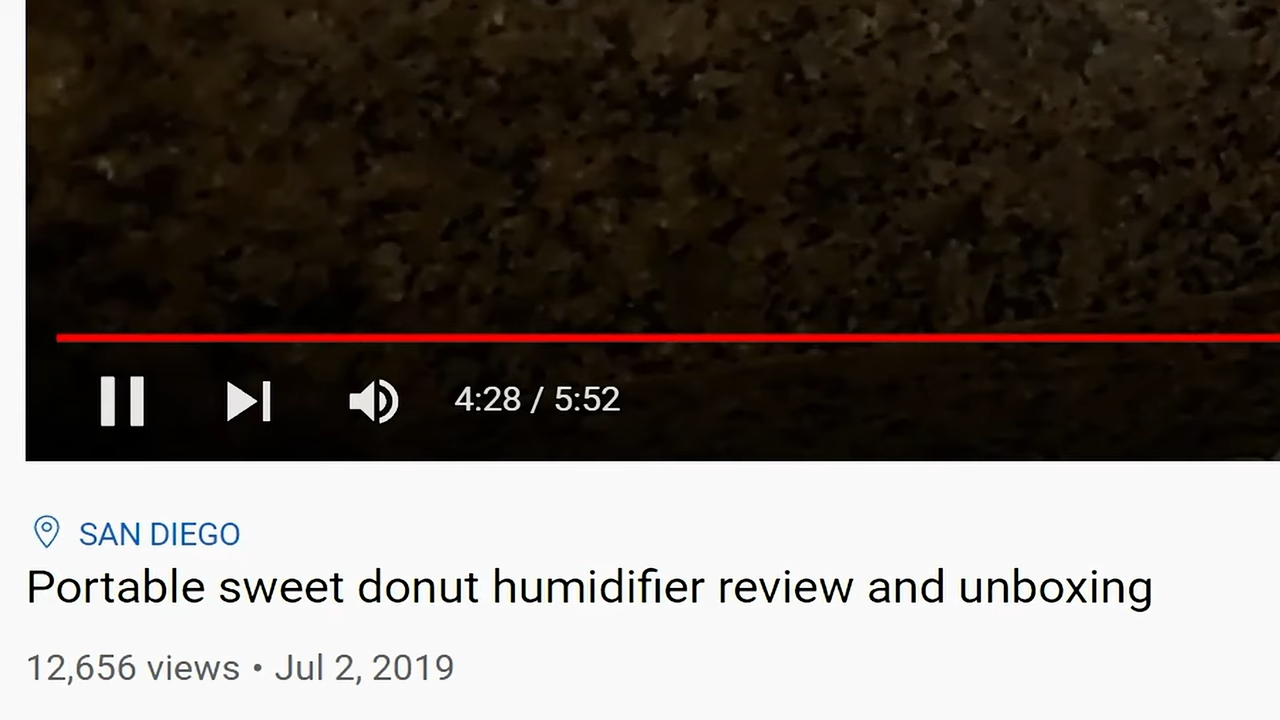 4:28 / 5:52
SAN DIEGO
Portable sweet donut humidifier review and unboxing
12,656 views • Jul 2, 2019